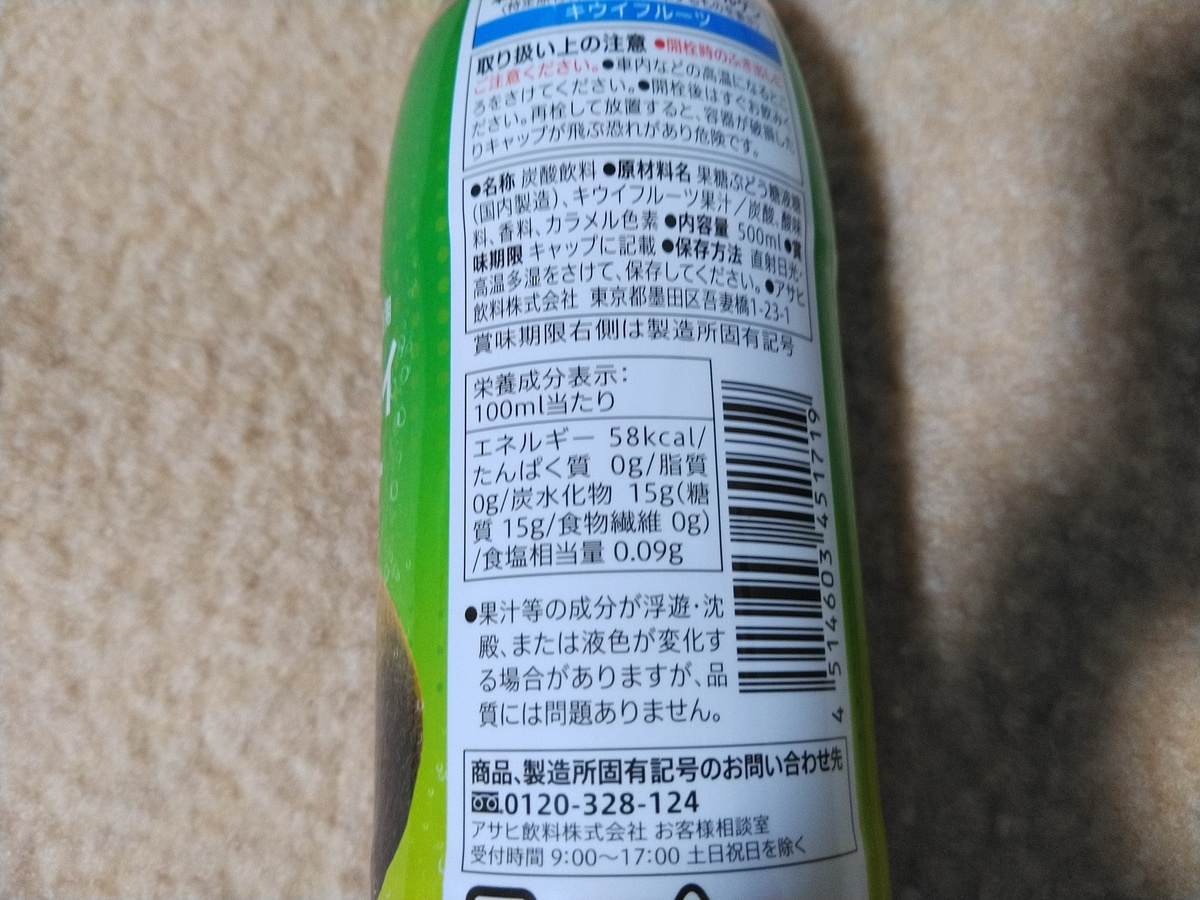 キウイフルーツ
取り扱い上の注意 ●開栓時のふき出しに
ご注意ください。●車内などの高温になるとこ
ろをさけてください。●開栓後はすぐお飲みく
ださい。再栓して放置すると、容器が破損した
りキャップが飛ぶ恐れがあり危険です。
●名称 炭酸飲料 ●原材料名 果糖ぶどう糖液糖
(国内製造)、キウイフルーツ果汁/炭酸、酸味
料、香料、カラメル色素 ●内容量 500ml ●賞
味期限 キャップに記載 ●保存方法 直射日光・
高温多湿をさけて、保存してください。●アサヒ
飲料株式会社 東京都墨田区吾妻橋1-23-1
賞味期限右側は製造所固有記号
栄養成分表示:
100ml当たり
エネルギー 58kcal/
たんぱく質 0g/脂質
0g/炭水化物 15g(糖
質 15g/食物繊維 0g)
/食塩相当量 0.09g
4 514603 451719
●果汁等の成分が浮遊・沈
殿、または液色が変化す
る場合がありますが、品
質には問題ありません。
商品、製造所固有記号のお問い合わせ先
0120-328-124
アサヒ飲料株式会社 お客様相談室
受付時間 9:00〜17:00 土日祝日を除く